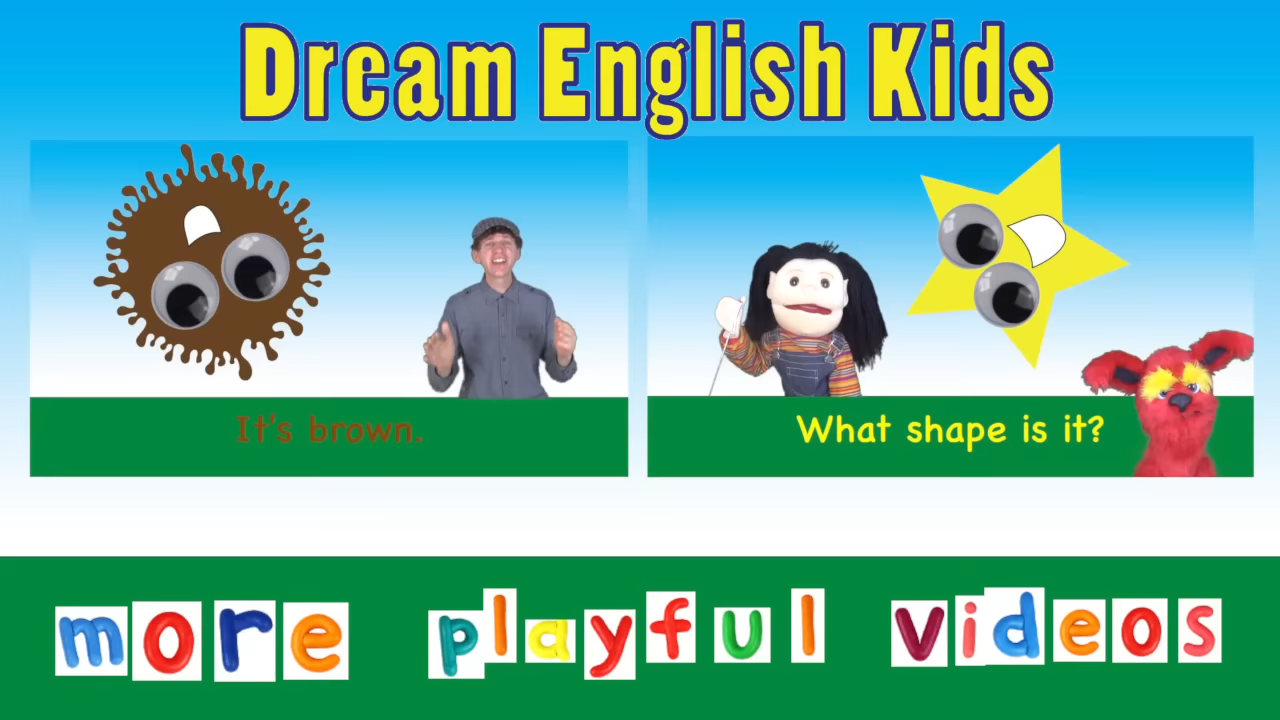 Dream English Kids
It's brown.
What shape is it?
more playful videos